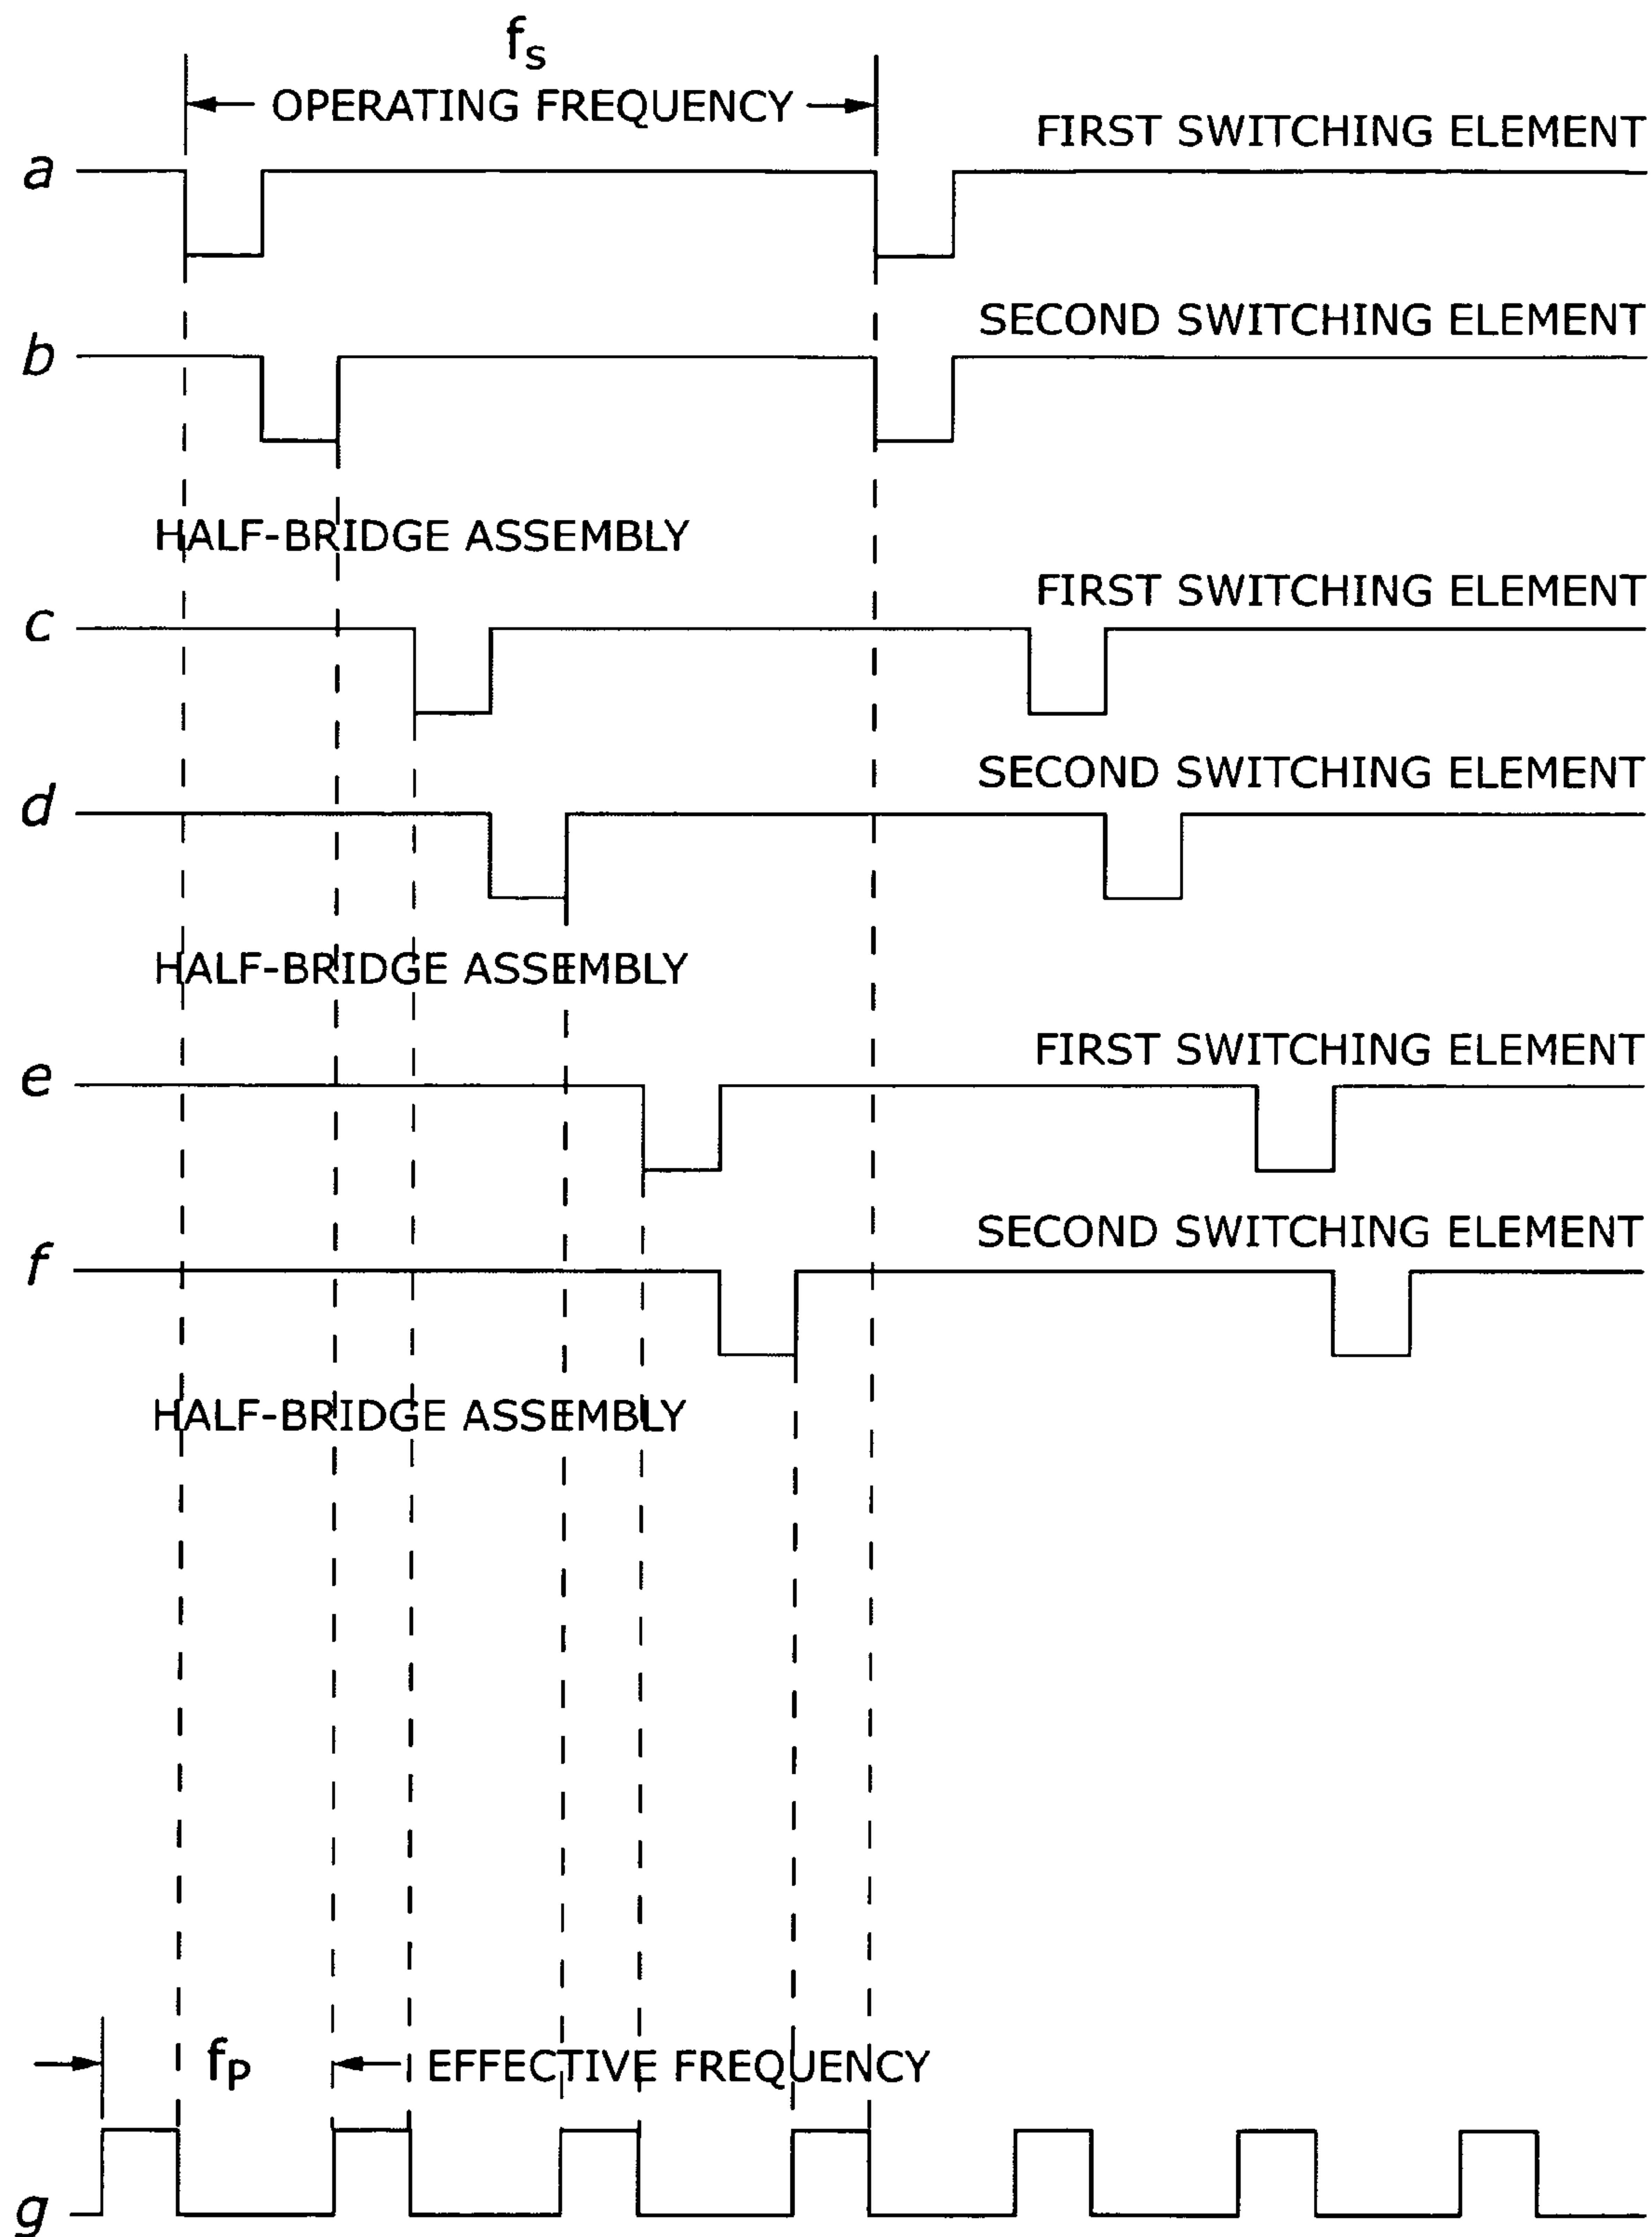 fs
OPERATING FREQUENCY
FIRST SWITCHING ELEMENT
a
SECOND SWITCHING ELEMENT
b
HALF-BRIDGE ASSEMBLY
FIRST SWITCHING ELEMENT
c
SECOND SWITCHING ELEMENT
d
HALF-BRIDGE ASSEMBLY
FIRST SWITCHING ELEMENT
e
SECOND SWITCHING ELEMENT
f
HALF-BRIDGE ASSEMBLY
fp EFFECTIVE FREQUENCY
g